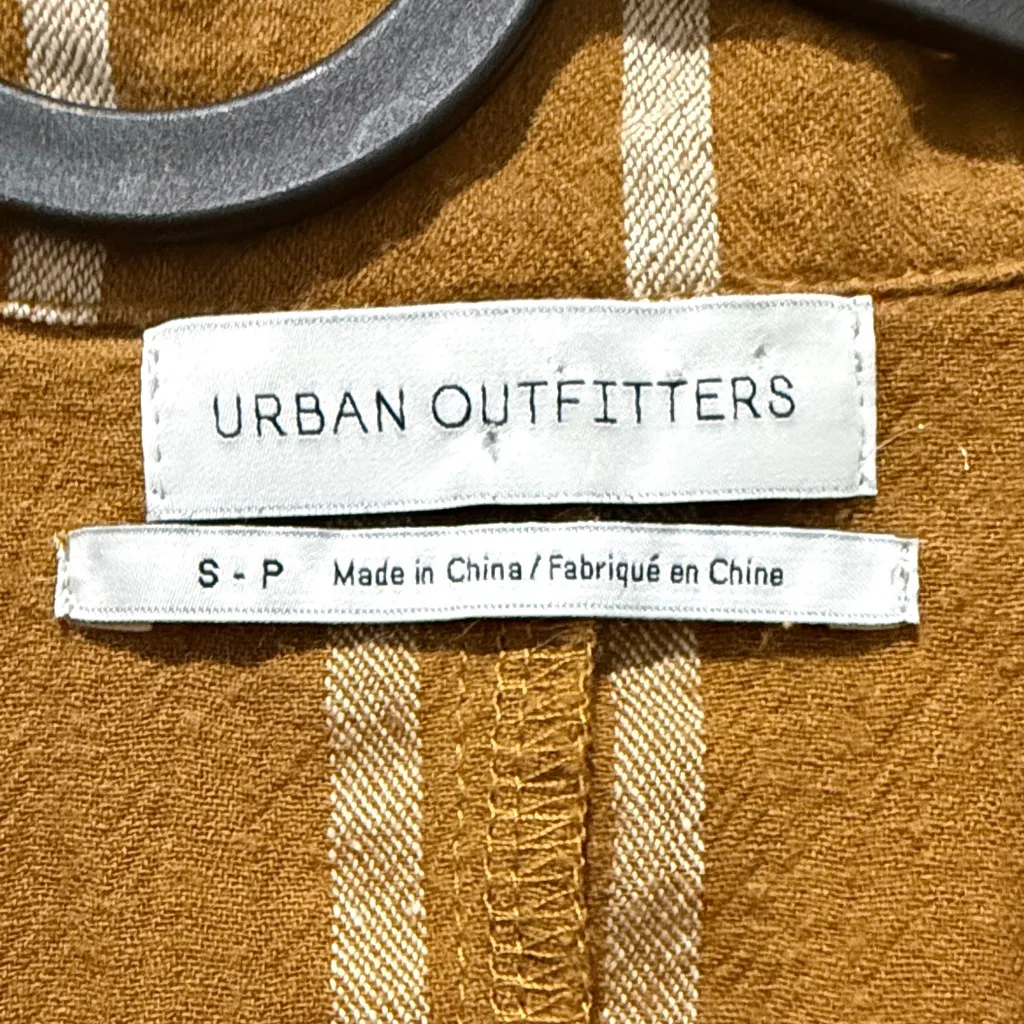 URBAN OUTFITTERS
S - P Made in China / Fabriqué en Chine